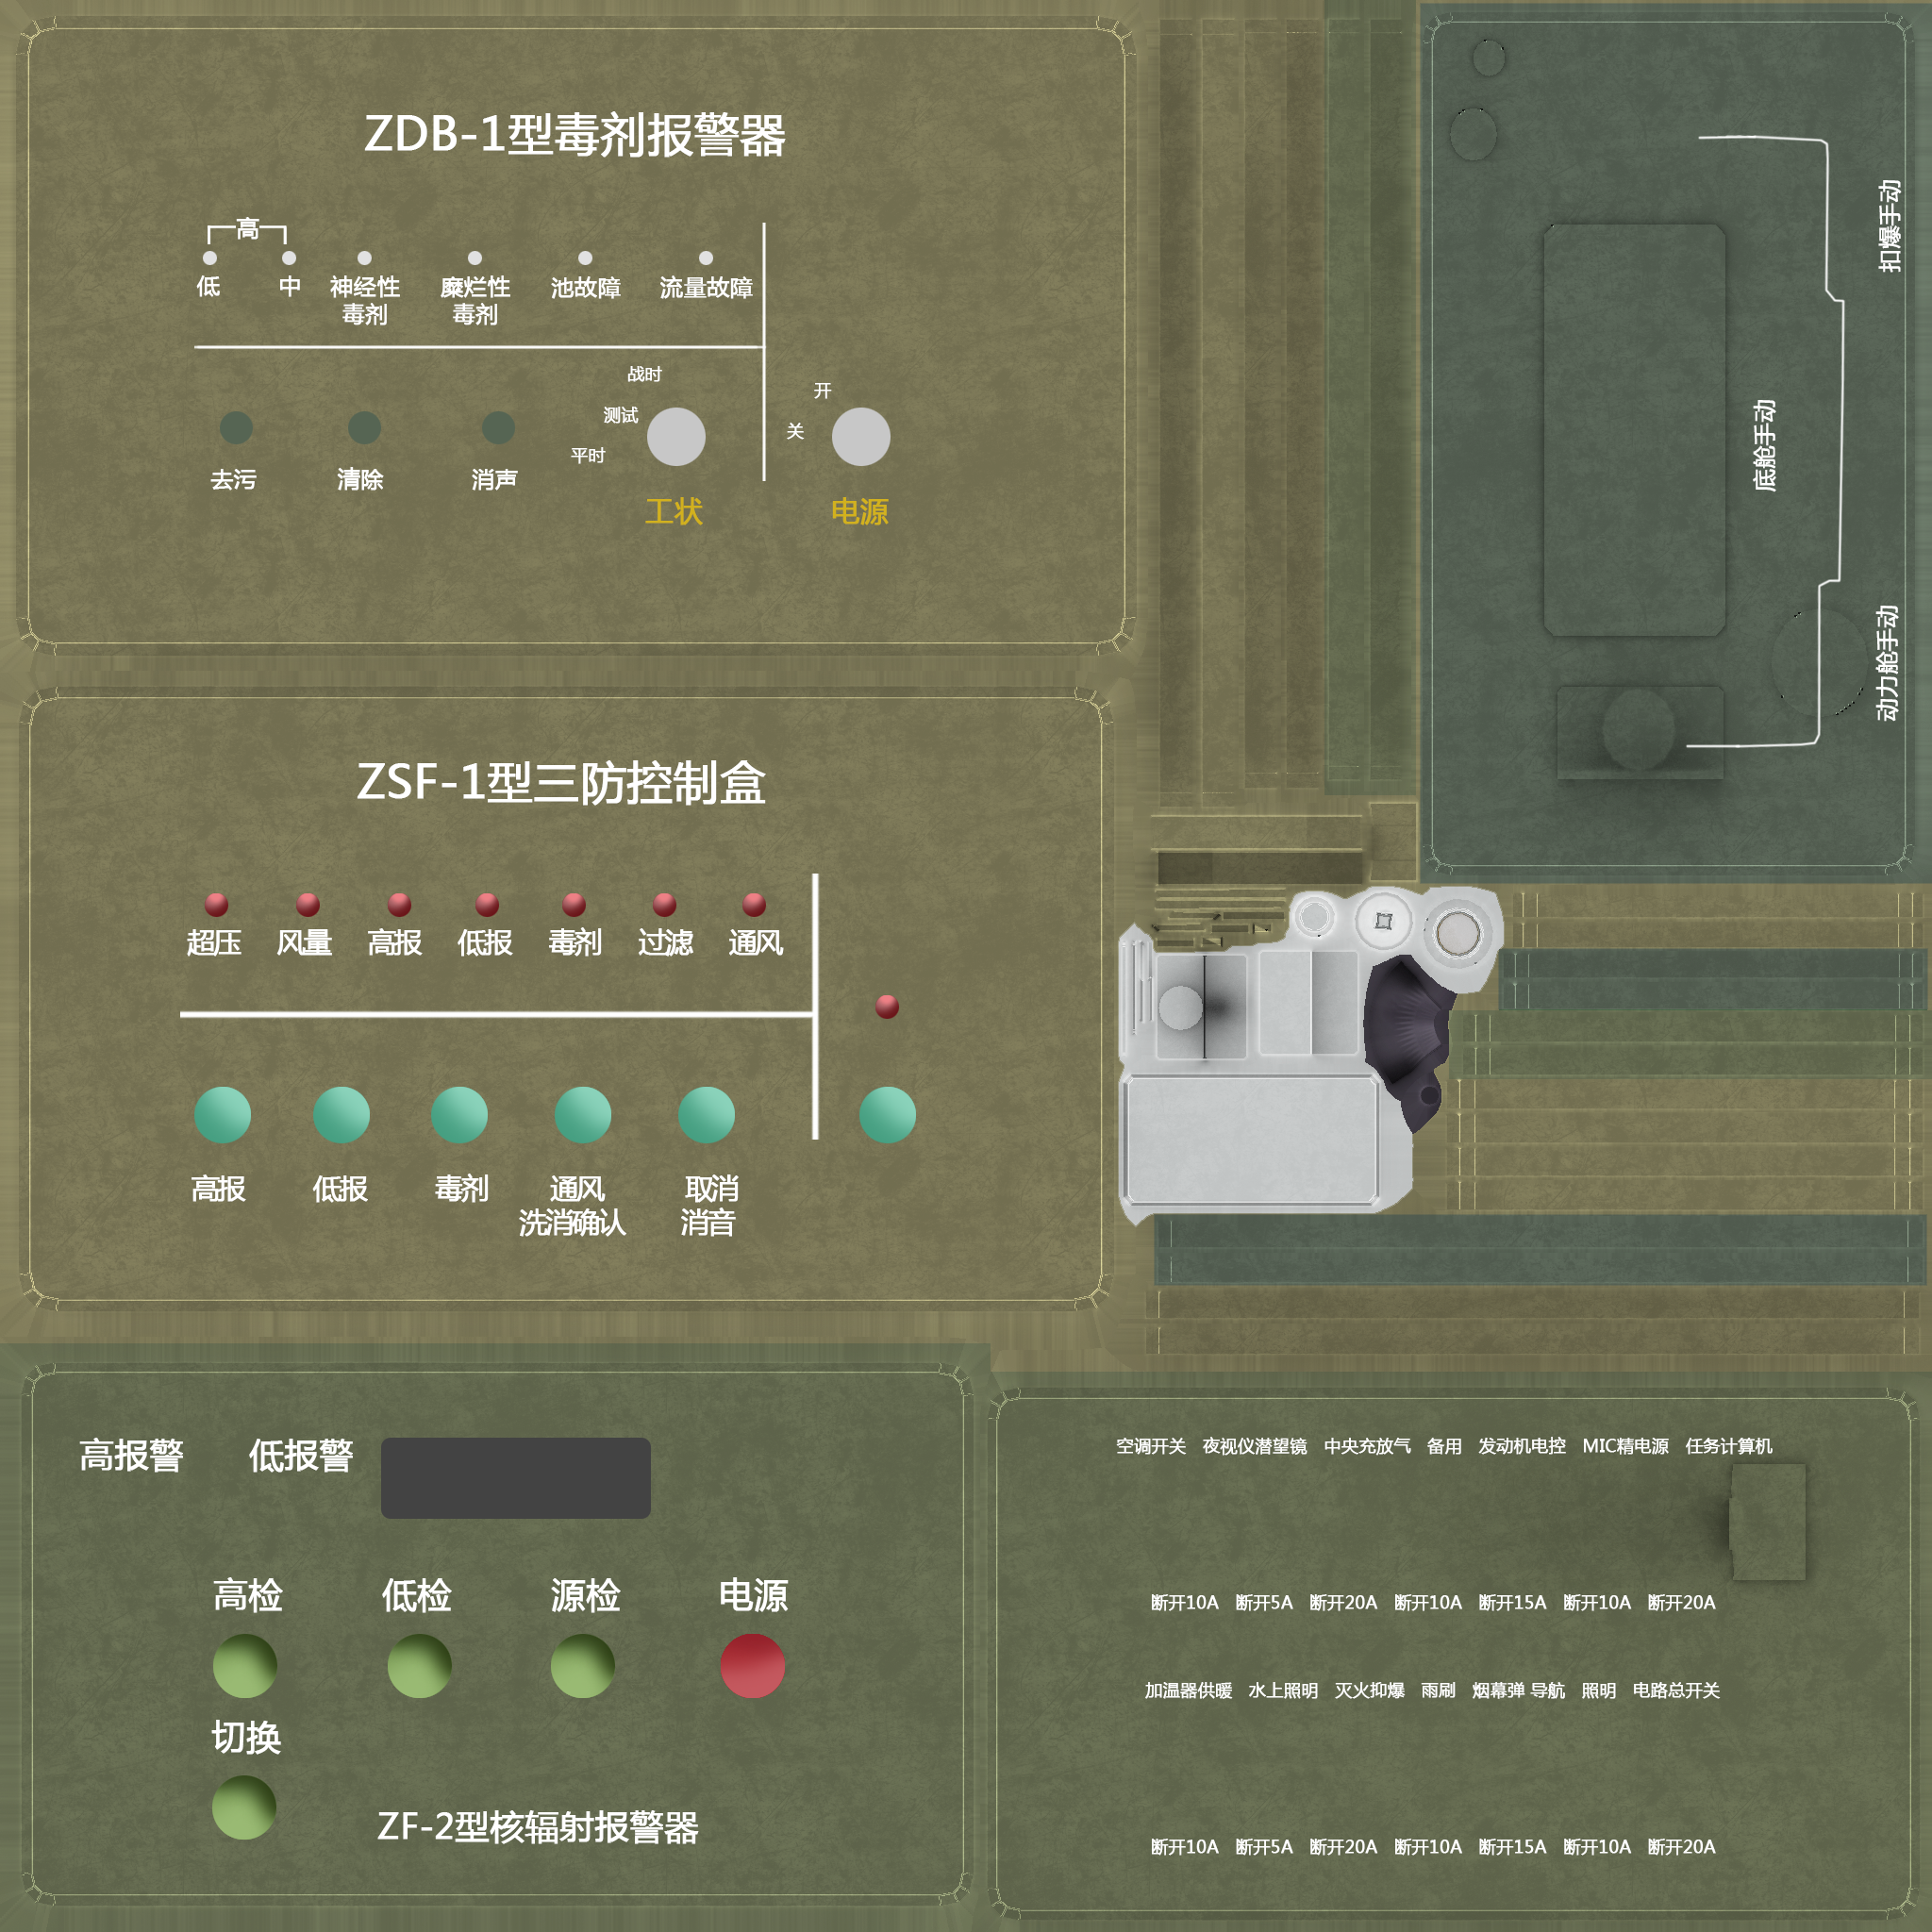 ZDB-1型毒剂报警器
高
低 中 神经性 糜烂性 池故障 流量故障
毒剂 毒剂
战时
开
测试
关
平时
去污 清除 消声
工状 电源
扣爆手动
底舱手动
动力舱手动
ZSF-1型三防控制盒
超压 风量 高报 低报 毒剂 过滤 通风
高报 低报 毒剂 通风 取消
洗消确认 消音
高报警 低报警
高检 低检 源检 电源
切换
ZF-2型核辐射报警器
空调开关 夜视仪潜望镜 中央充放气 备用 发动机电控 MIC精电源 任务计算机
断开10A 断开5A 断开20A 断开10A 断开15A 断开10A 断开20A
加温器供暖 水上照明 灭火抑爆 雨刷 烟幕弹 导航 照明 电路总开关
断开10A 断开5A 断开20A 断开10A 断开15A 断开10A 断开20A